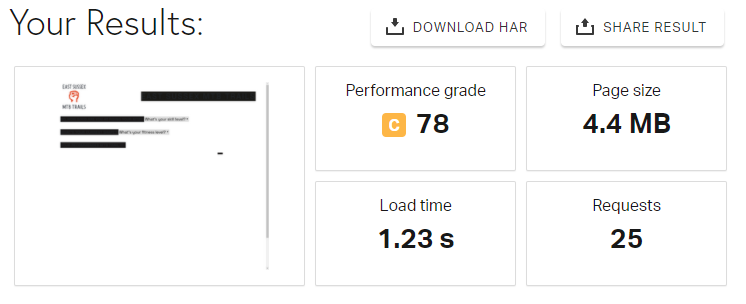 Your Results:
DOWNLOAD HAR
SHARE RESULT
EAST SUSSEX
MTB TRAILS
What's your skill level? *
What's your fitness level? *
Performance grade
C 78
Page size
4.4 MB
Load time
1.23 s
Requests
25